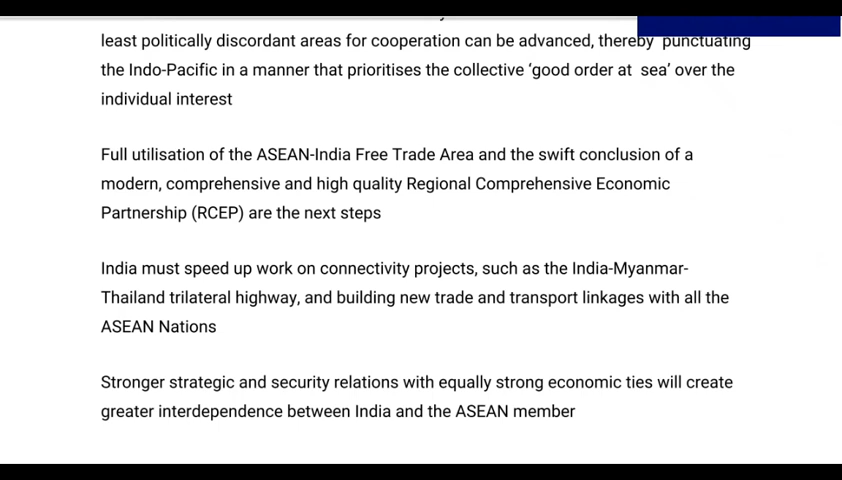 least politically discordant areas for cooperation can be advanced, thereby punctuating
the Indo-Pacific in a manner that prioritises the collective ‘good order at sea’ over the
individual interest
Full utilisation of the ASEAN-India Free Trade Area and the swift conclusion of a
modern, comprehensive and high quality Regional Comprehensive Economic
Partnership (RCEP) are the next steps
India must speed up work on connectivity projects, such as the India-Myanmar-
Thailand trilateral highway, and building new trade and transport linkages with all the
ASEAN Nations
Stronger strategic and security relations with equally strong economic ties will create
greater interdependence between India and the ASEAN member